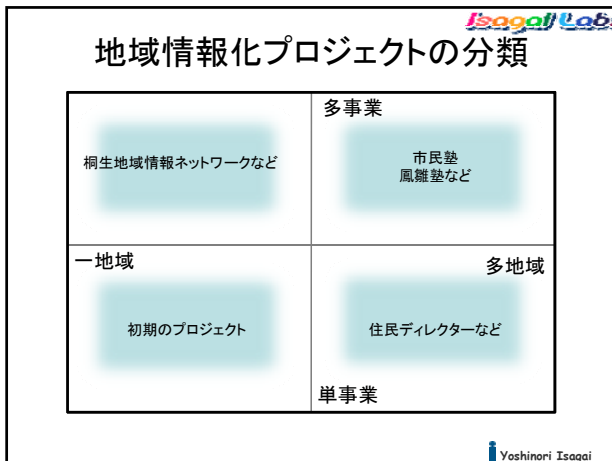 Isagai Labs
地域情報化プロジェクトの分類
多事業
桐生地域情報ネットワークなど
市民塾
鳳雛塾など
一地域
多地域
初期のプロジェクト
住民ディレクターなど
単事業
Yoshinori Isagai